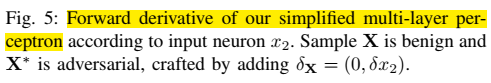 Fig. 5: Forward derivative of our simplified multi-layer per-
ceptron according to input neuron x₂. Sample X is benign and
X* is adversarial, crafted by adding δ_X = (0, δx₂).